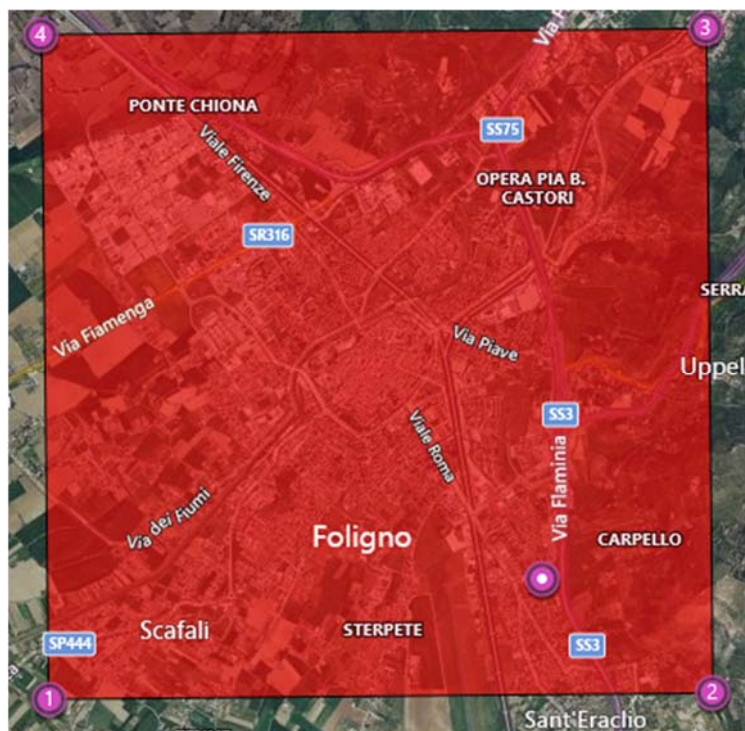 4
3
Via
PONTE CHIONA
SS75
Viale Firenze
OPERA PIA B.
CASTORI
SR316
SERRA
Via Fiamenga
Via Piave
Uppel
SS3
Viale Roma
Via Flaminia
Via dei Fiumi
Foligno
CARPELLO
Scafali
STERPETE
SP444
SS3
1
2
Sant'Eraclio